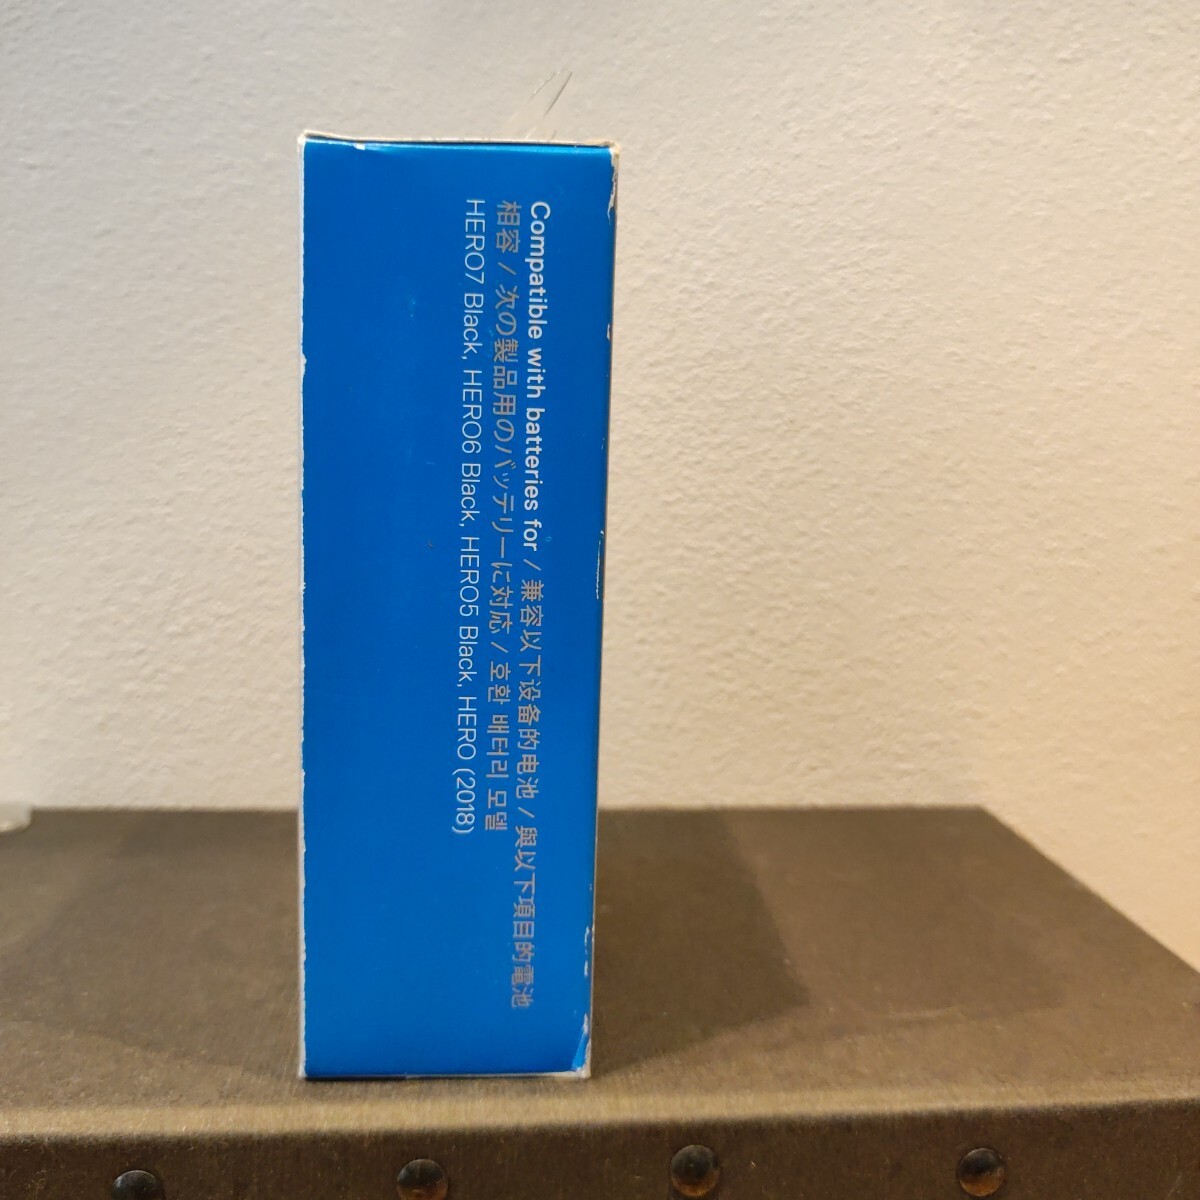 Compatible with batteries for / 兼容以下设备的电池 / 與以下項目的電池
相容 / 次の製品用のバッテリーに対応 / 호환 배터리 모델
HERO7 Black, HERO6 Black, HERO5 Black, HERO (2018)